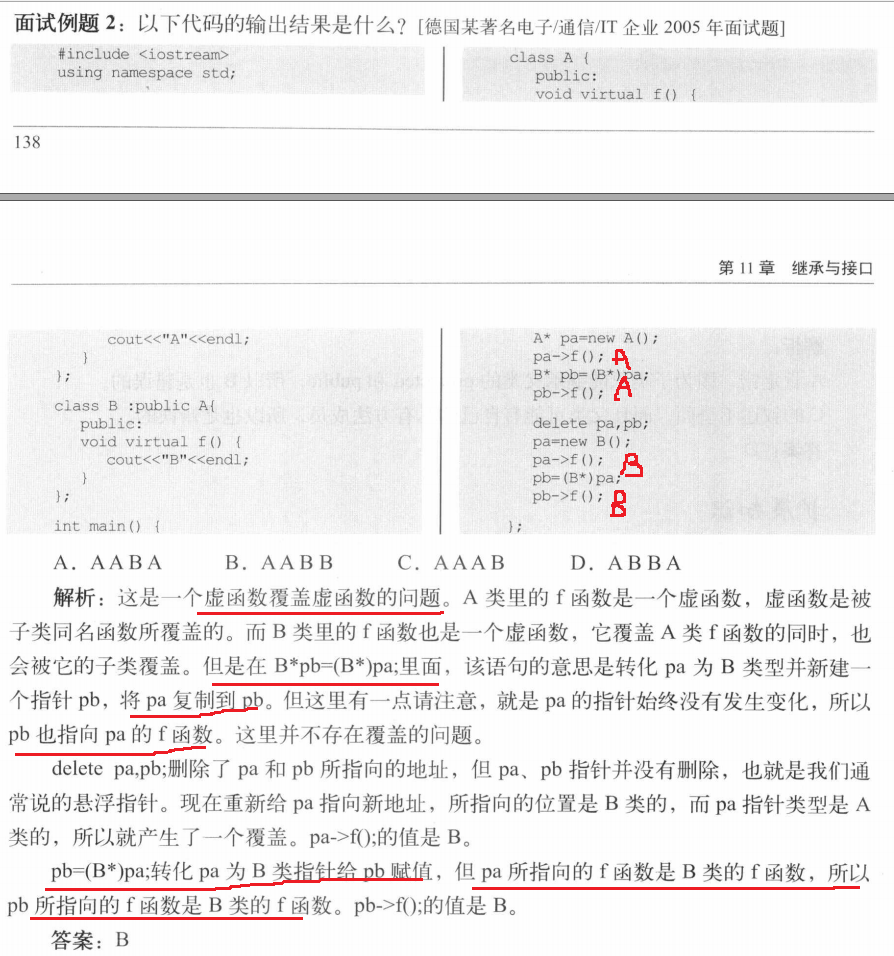 面试例题 2：以下代码的输出结果是什么？[德国某著名电子/通信/IT 企业 2005 年面试题]
#include <iostream>
using namespace std;
class A {
public:
void virtual f() {
138
第 11 章 继承与接口
cout<<"A"<<endl;
}
};
class B :public A{
public:
void virtual f() {
cout<<"B"<<endl;
}
};
int main() {
A* pa=new A();
pa->f(); A
B* pb=(B*)pa;
pb->f(); A
delete pa,pb;
pa=new B();
pa->f(); B
pb=(B*)pa;
pb->f(); B
};
A．A A B A B．A A B B C．A A A B D．A B B A
解析：这是一个虚函数覆盖虚函数的问题。A 类里的 f 函数是一个虚函数，虚函数是被
子类同名函数所覆盖的。而 B 类里的 f 函数也是一个虚函数，它覆盖 A 类 f 函数的同时，也
会被它的子类覆盖。但是在 B*pb=(B*)pa;里面，该语句的意思是转化 pa 为 B 类型并新建一
个指针 pb，将 pa 复制到 pb。但这里有一点请注意，就是 pa 的指针始终没有发生变化，所以
pb 也指向 pa 的 f 函数。这里并不存在覆盖的问题。
delete pa,pb;删除了 pa 和 pb 所指向的地址，但 pa、pb 指针并没有删除，也就是我们通
常说的悬浮指针。现在重新给 pa 指向新地址，所指向的位置是 B 类的，而 pa 指针类型是 A
类的，所以就产生了一个覆盖。pa->f();的值是 B。
pb=(B*)pa;转化 pa 为 B 类指针给 pb 赋值，但 pa 所指向的 f 函数是 B 类的 f 函数，所以
pb 所指向的 f 函数是 B 类的 f 函数。pb->f();的值是 B。
答案：B